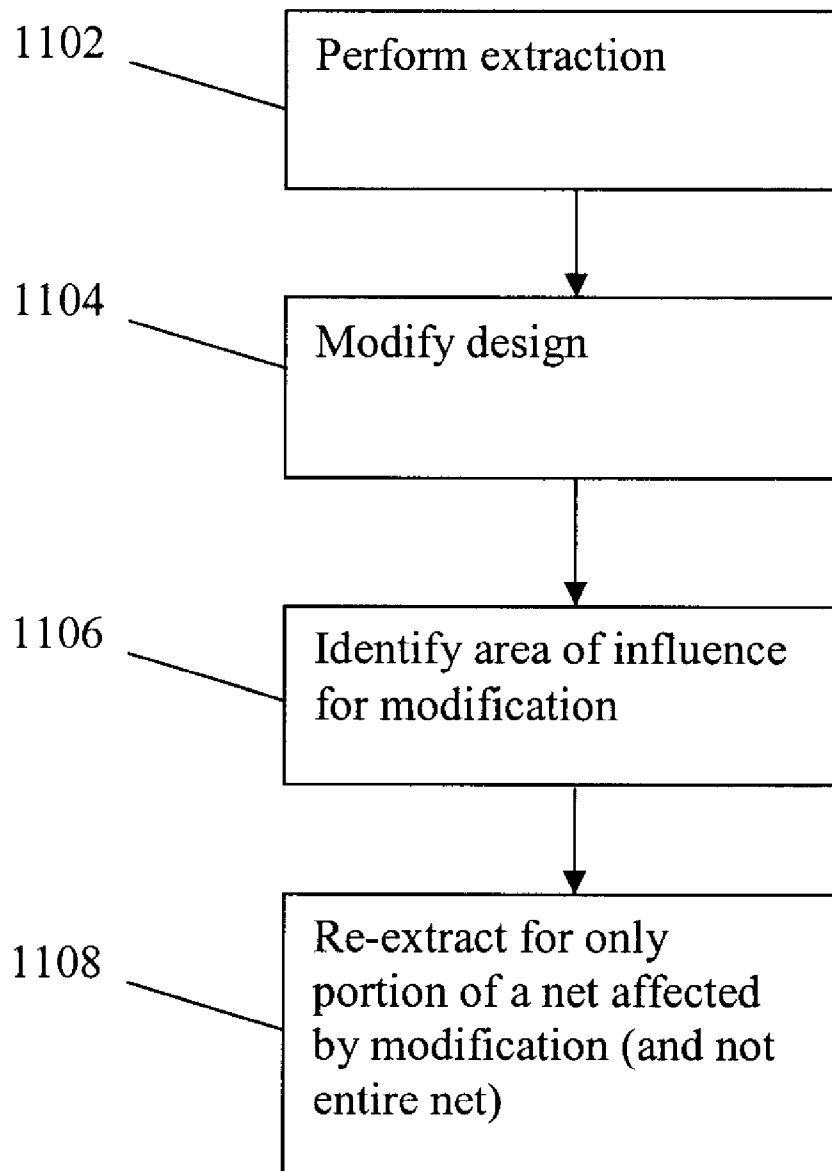 1102
Perform extraction
1104
Modify design
1106
Identify area of influence
for modification
1108
Re-extract for only
portion of a net affected
by modification (and not
entire net)